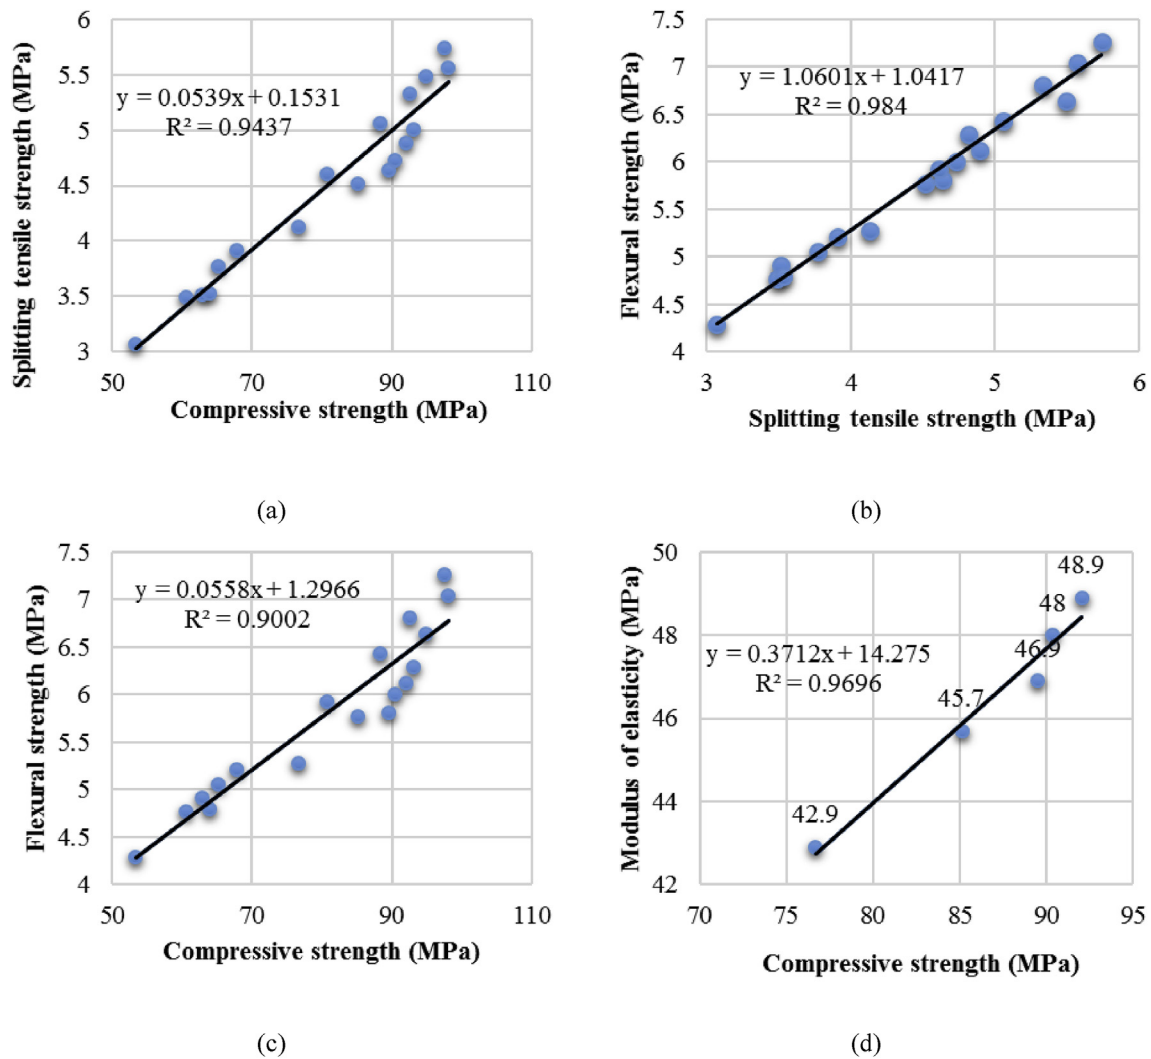 Splitting tensile strength (MPa)
6
5.5
5
4.5
4
3.5
3
y = 0.0539x + 0.1531
R² = 0.9437
50 70 90 110
Compressive strength (MPa)
(a)
Flexural strength (MPa)
7.5
7
6.5
6
5.5
5
4.5
4
y = 1.0601x + 1.0417
R² = 0.984
3 4 5 6
Splitting tensile strength (MPa)
(b)
Flexural strength (MPa)
7.5
7
6.5
6
5.5
5
4.5
4
y = 0.0558x + 1.2966
R² = 0.9002
50 70 90 110
Compressive strength (MPa)
(c)
Modulus of elasticity (MPa)
50
48
46
44
42
48.9
48
46.9
45.7
42.9
y = 0.3712x + 14.275
R² = 0.9696
70 75 80 85 90 95
Compressive strength (MPa)
(d)